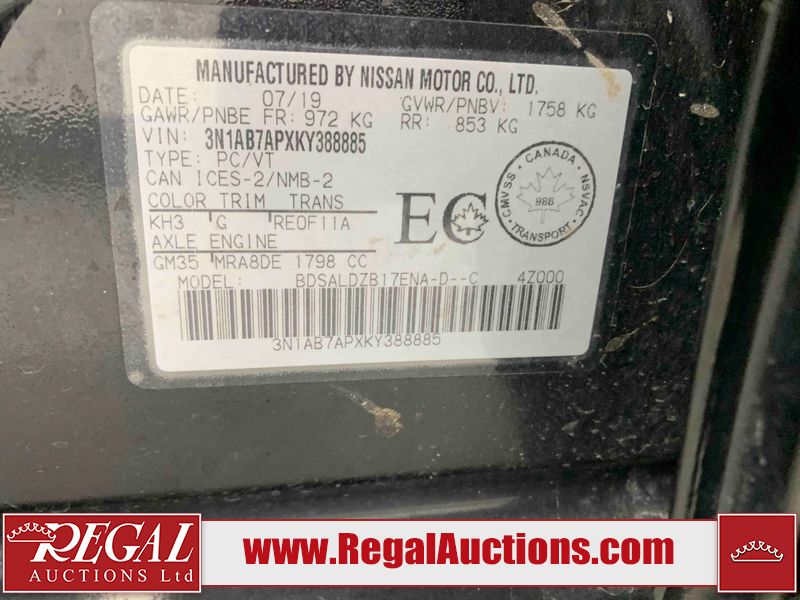 MANUFACTURED BY NISSAN MOTOR CO., LTD.
DATE: 07/19 GVWR/PNBV: 1758 KG
GAWR/PNBE FR: 972 KG RR: 853 KG
VIN: 3N1AB7APXKY388885
TYPE: PC/VT
CAN ICES-2/NMB-2
COLOR TRIM TRANS
KH3 G RE0F11A
AXLE ENGINE
GM35 MRA8DE 1798 CC
MODEL: BDSALDZB17ENA-D--C 4Z000
3N1AB7APXKY388885
EC
CANADA
CMVSS
NSVAC
986
TRANSPORT
REGAL
AUCTIONS Ltd
www.RegalAuctions.com